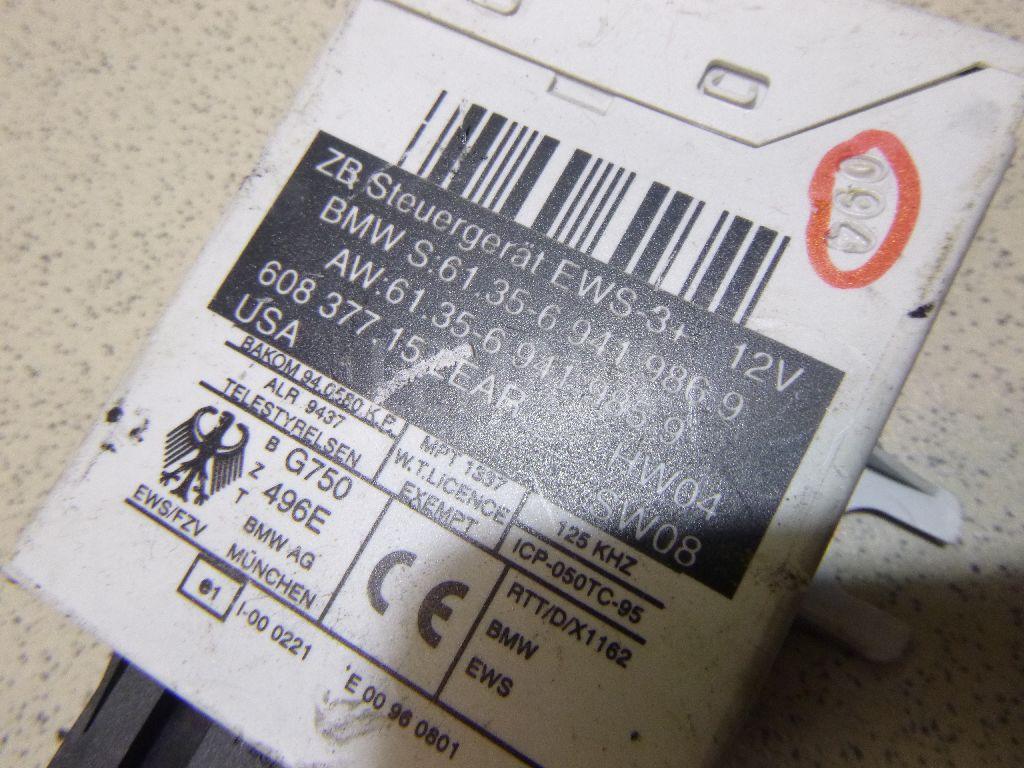 ZB Steuergerät EWS-3+ 12V
BMW S:61.35-6 941 986.9
AW:61.35-6 941 985.9
608 377.15 EAR HW04
USA SW08
BAKOM 94.0580.K.P.
ALR. 9437
TELESTYRELSEN
MPT 1537
W.T.LICENCE
EXEMPT
125 KHZ
ICP-050TC-95
B
Z
T
G750
496E
BMW AG
MÜNCHEN
EWS/FZV
CE
RTT/D/X1162
BMW
EWS
e1
I-00 0221
E 00 96 0801